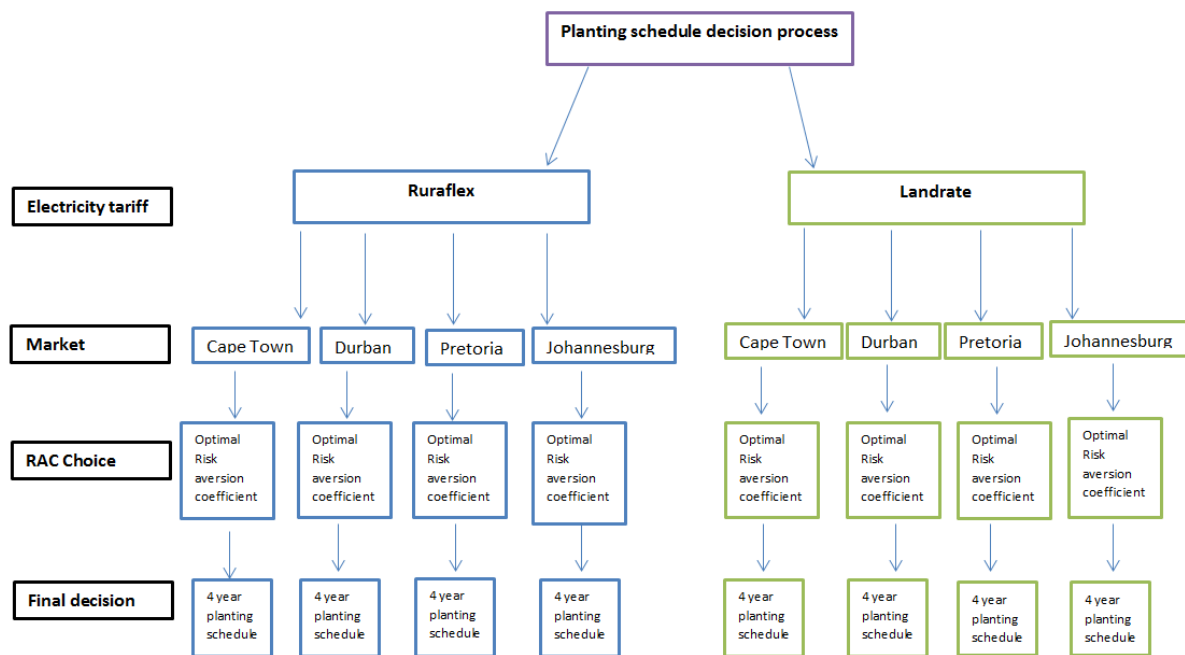 Planting schedule decision process
Electricity tariff
Ruraflex
Landrate
Market
Cape Town
Durban
Pretoria
Johannesburg
Cape Town
Durban
Pretoria
Johannesburg
RAC Choice
Optimal
Risk
aversion
coefficient
Optimal
Risk
aversion
coefficient
Optimal
Risk
aversion
coefficient
Optimal
Risk
aversion
coefficient
Optimal
Risk
aversion
coefficient
Optimal
Risk
aversion
coefficient
Optimal
Risk
aversion
coefficient
Optimal
Risk
aversion
coefficient
Final decision
4 year
planting
schedule
4 year
planting
schedule
4 year
planting
schedule
4 year
planting
schedule
4 year
planting
schedule
4 year
planting
schedule
4 year
planting
schedule
4 year
planting
schedule